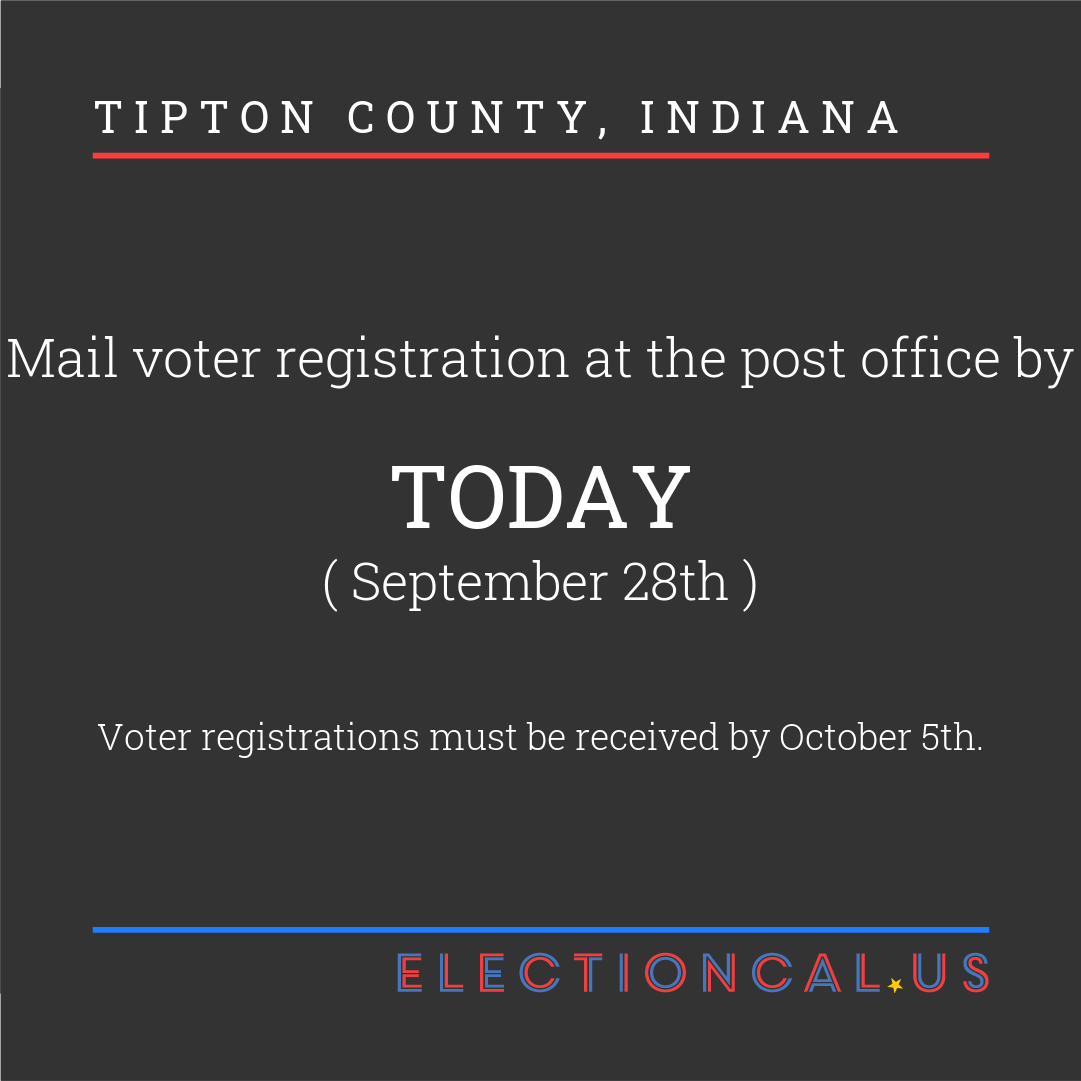 TIPTON COUNTY, INDIANA
Mail voter registration at the post office by
TODAY
( September 28th )
Voter registrations must be received by October 5th.
ELECTIONCAL.US